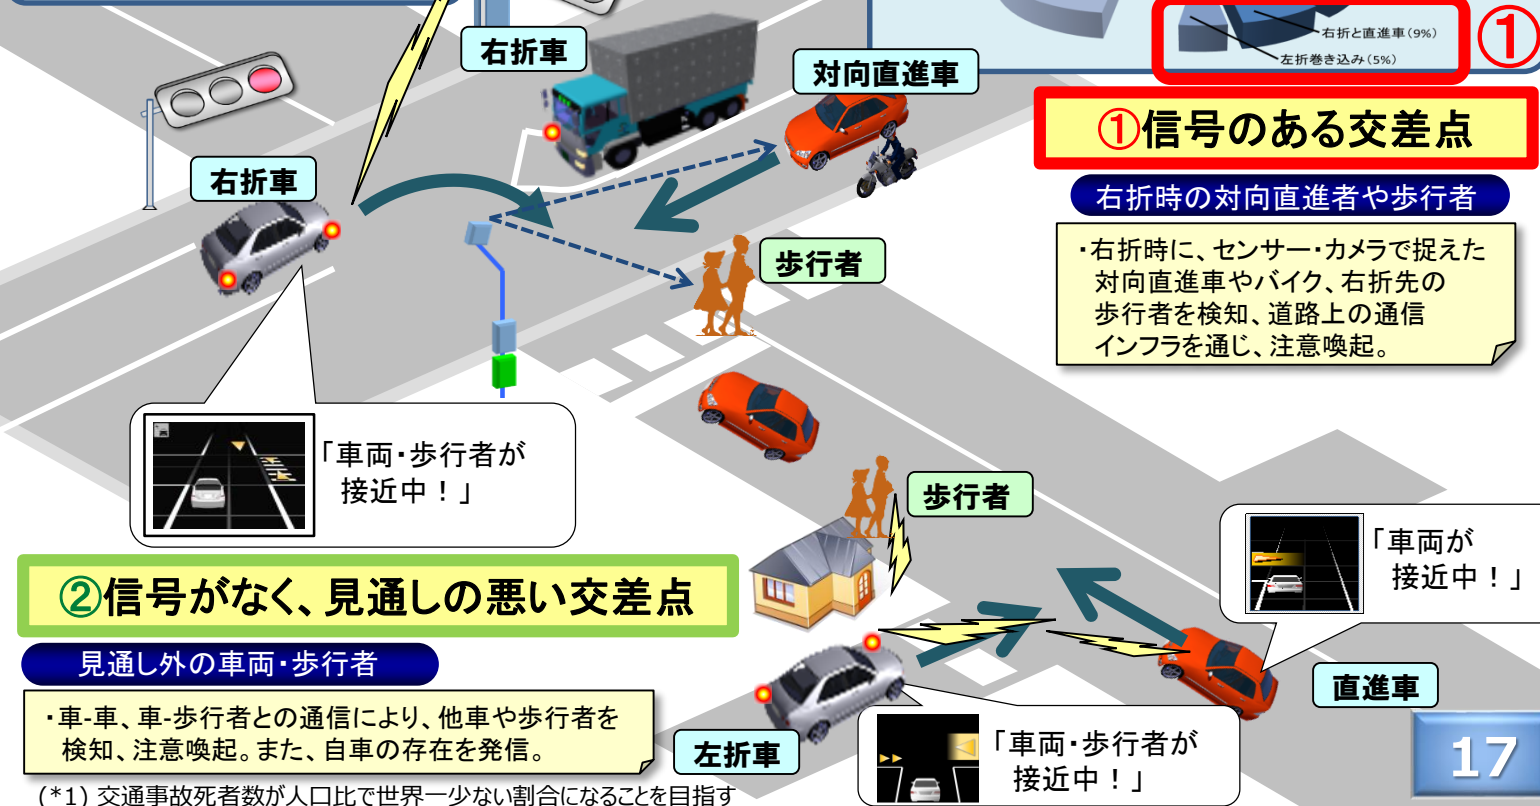 右折と直進車(9%)
左折巻き込み(5%)
①
右折車
対向直進車
①信号のある交差点
右折車
右折時の対向直進者や歩行者
・右折時に、センサー・カメラで捉えた
対向直進車やバイク、右折先の
歩行者を検知、道路上の通信
インフラを通じ、注意喚起。
歩行者
「車両・歩行者が
接近中！」
歩行者
「車両が
接近中！」
②信号がなく、見通しの悪い交差点
見通し外の車両・歩行者
・車-車、車-歩行者との通信により、他車や歩行者を
検知、注意喚起。また、自車の存在を発信。
左折車
「車両・歩行者が
接近中！」
直進車
17
(*1) 交通事故死者数が人口比で世界一少ない割合になることを目指す